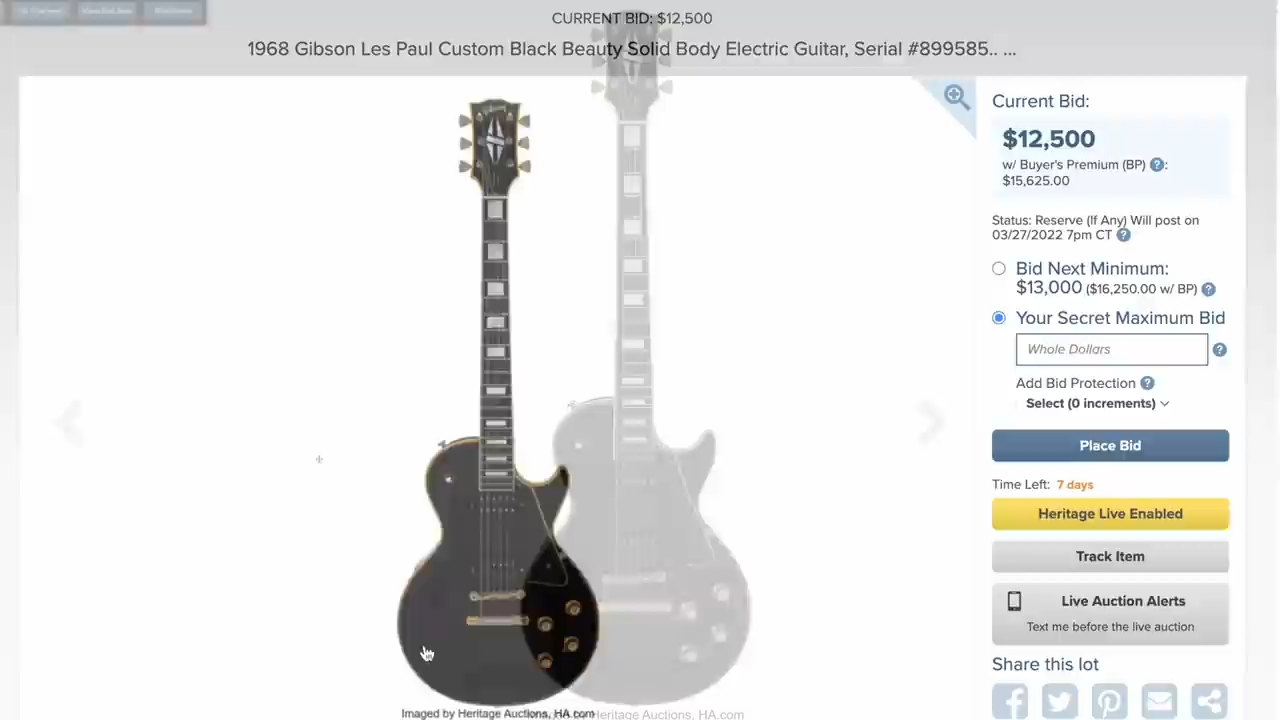 CURRENT BID: $12,500
1968 Gibson Les Paul Custom Black Beauty Solid Body Electric Guitar, Serial #899585.. ...
Current Bid:
$12,500
w/ Buyer's Premium (BP) ?:
$15,625.00
Status: Reserve (If Any) Will post on
03/27/2022 7pm CT ?
Bid Next Minimum:
$13,000 ($16,250.00 w/ BP) ?
Your Secret Maximum Bid
Whole Dollars ?
Add Bid Protection ?
Select (0 increments)
Place Bid
Time Left: 7 days
Heritage Live Enabled
Track Item
Live Auction Alerts
Text me before the live auction
Share this lot
Imaged by Heritage Auctions, HA.com
Heritage Auctions, HA.com